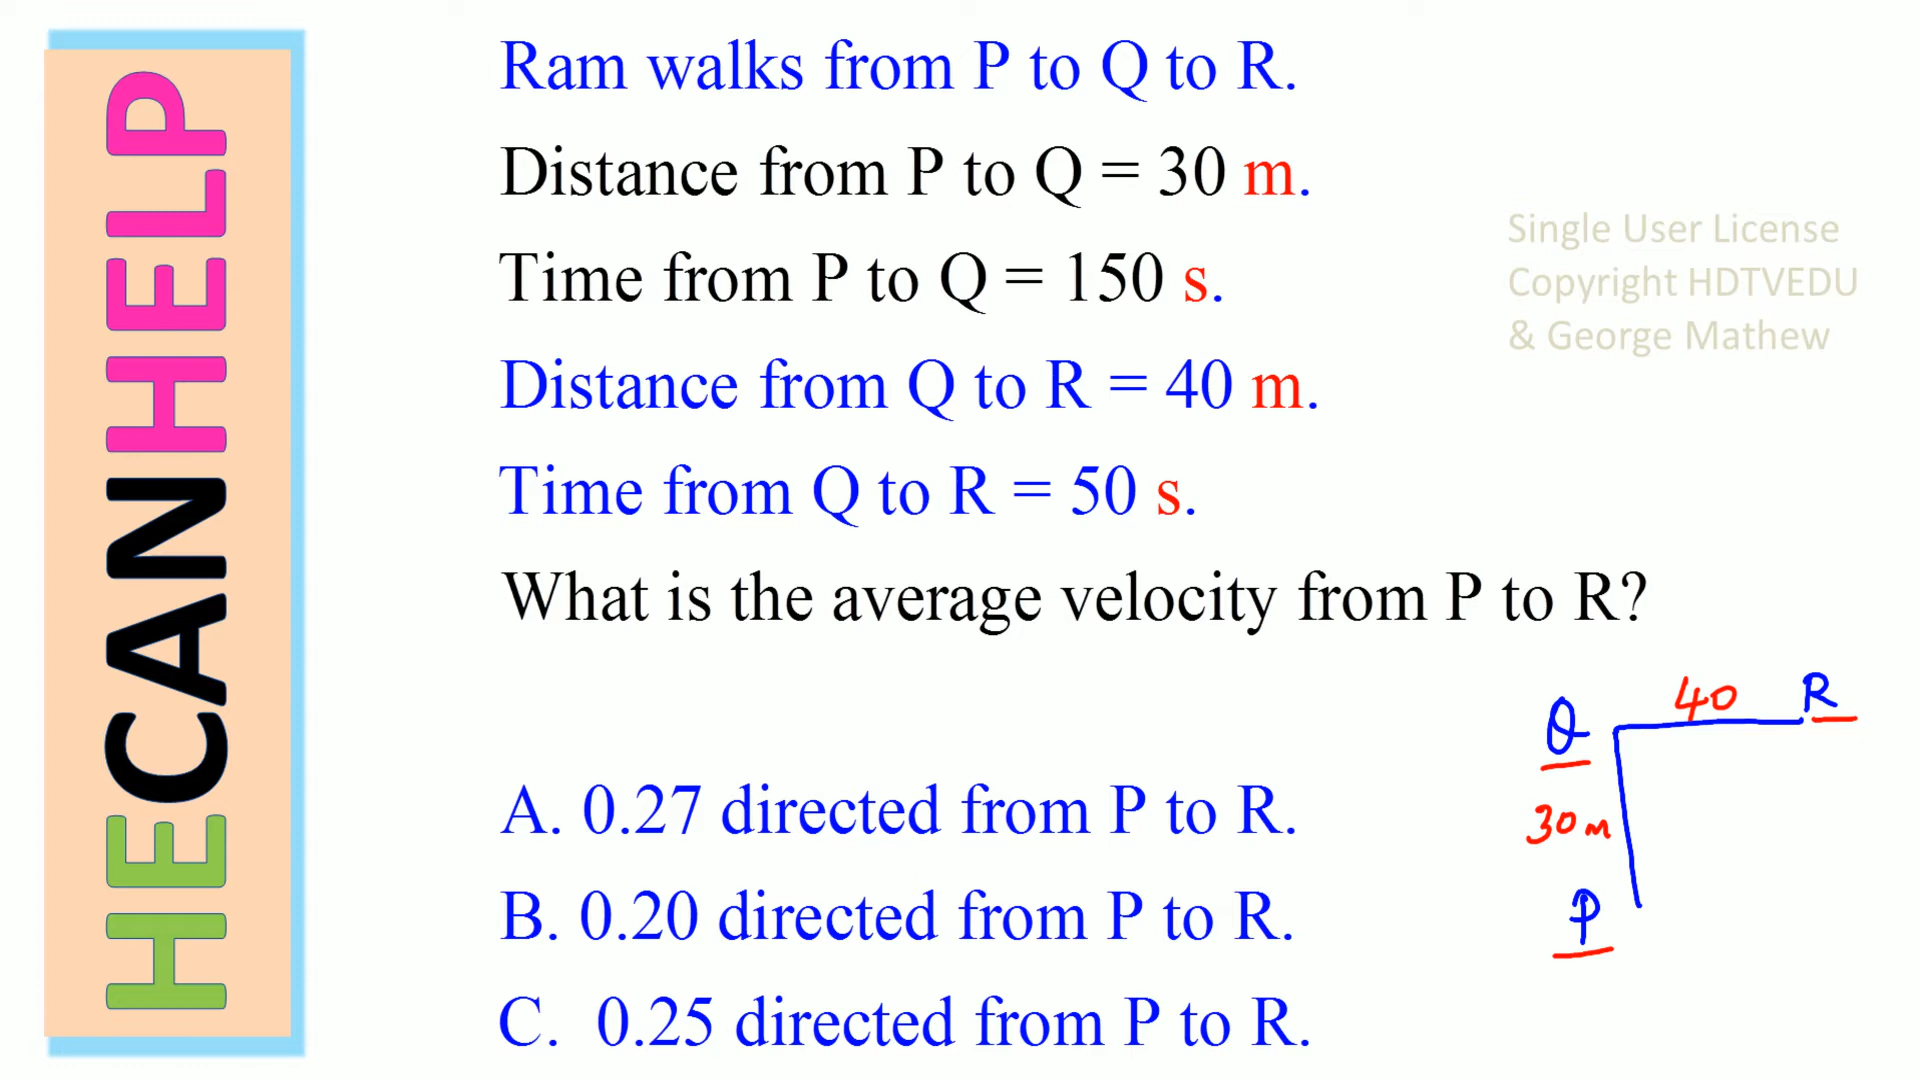 HECANHELP
Ram walks from P to Q to R.
Distance from P to Q = 30 m.
Time from P to Q = 150 s.
Distance from Q to R = 40 m.
Time from Q to R = 50 s.
What is the average velocity from P to R?
A. 0.27 directed from P to R.
B. 0.20 directed from P to R.
C. 0.25 directed from P to R.
Single User License
Copyright HDTVEDU
& George Mathew
40 R
Q
30m
P